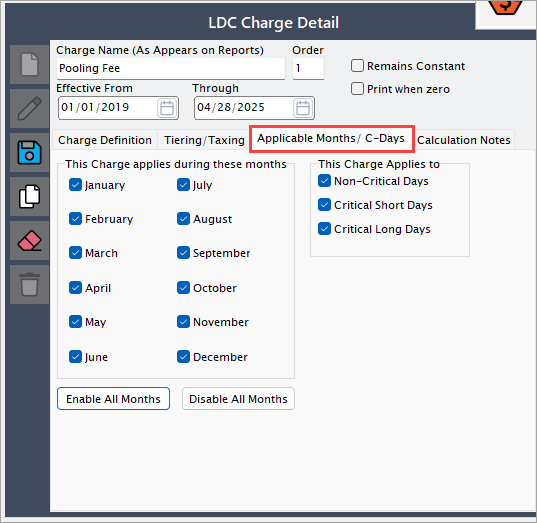 LDC Charge Detail
Charge Name (As Appears on Reports) Order
Pooling Fee 1
Remains Constant
Print when zero
Effective From Through
01/01/2019 04/28/2025
Charge Definition Tiering/Taxing Applicable Months/ C-Days Calculation Notes
This Charge applies during these months
January July
February August
March September
April October
May November
June December
This Charge Applies to
Non-Critical Days
Critical Short Days
Critical Long Days
Enable All Months Disable All Months